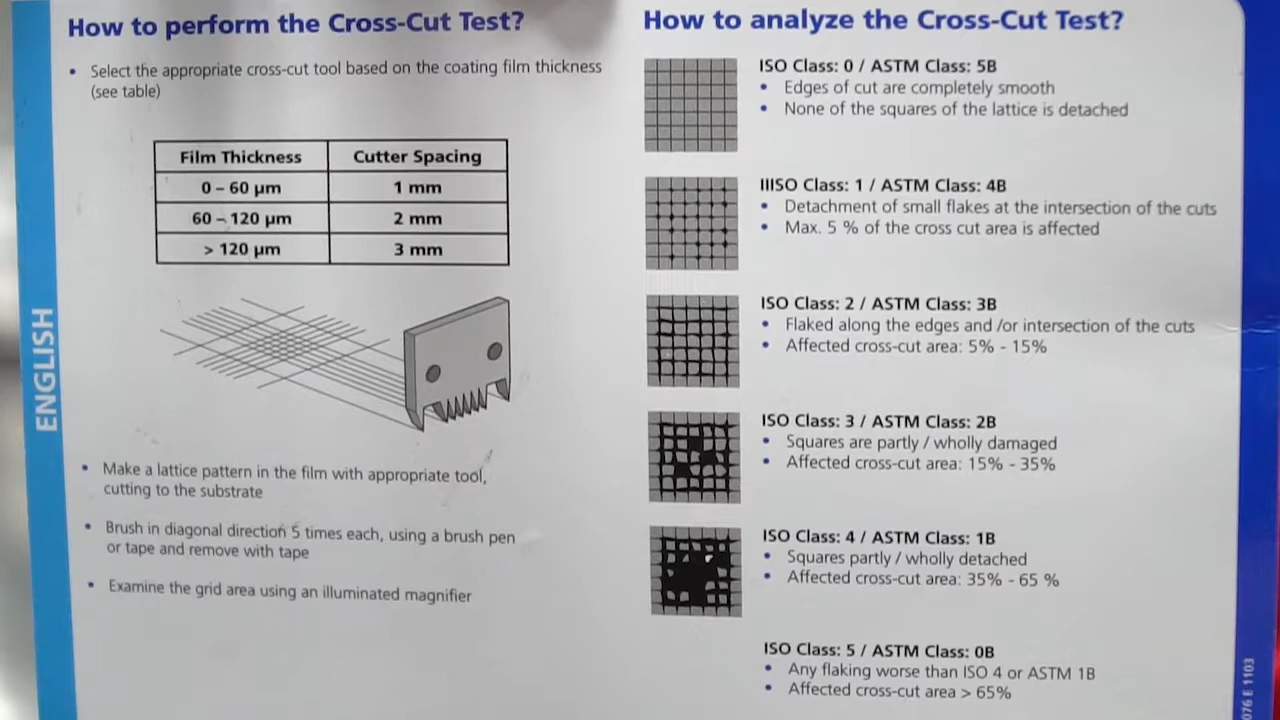 How to perform the Cross-Cut Test?
• Select the appropriate cross-cut tool based on the coating film thickness
(see table)
Film Thickness Cutter Spacing
0 – 60 µm 1 mm
60 – 120 µm 2 mm
> 120 µm 3 mm
• Make a lattice pattern in the film with appropriate tool,
cutting to the substrate
• Brush in diagonal direction 5 times each, using a brush pen
or tape and remove with tape
• Examine the grid area using an illuminated magnifier
ENGLISH
How to analyze the Cross-Cut Test?
ISO Class: 0 / ASTM Class: 5B
• Edges of cut are completely smooth
• None of the squares of the lattice is detached
IIISO Class: 1 / ASTM Class: 4B
• Detachment of small flakes at the intersection of the cuts
• Max. 5 % of the cross cut area is affected
ISO Class: 2 / ASTM Class: 3B
• Flaked along the edges and /or intersection of the cuts
• Affected cross-cut area: 5% - 15%
ISO Class: 3 / ASTM Class: 2B
• Squares are partly / wholly damaged
• Affected cross-cut area: 15% - 35%
ISO Class: 4 / ASTM Class: 1B
• Squares partly / wholly detached
• Affected cross-cut area: 35% - 65 %
ISO Class: 5 / ASTM Class: 0B
• Any flaking worse than ISO 4 or ASTM 1B
• Affected cross-cut area > 65%
076 E 1103